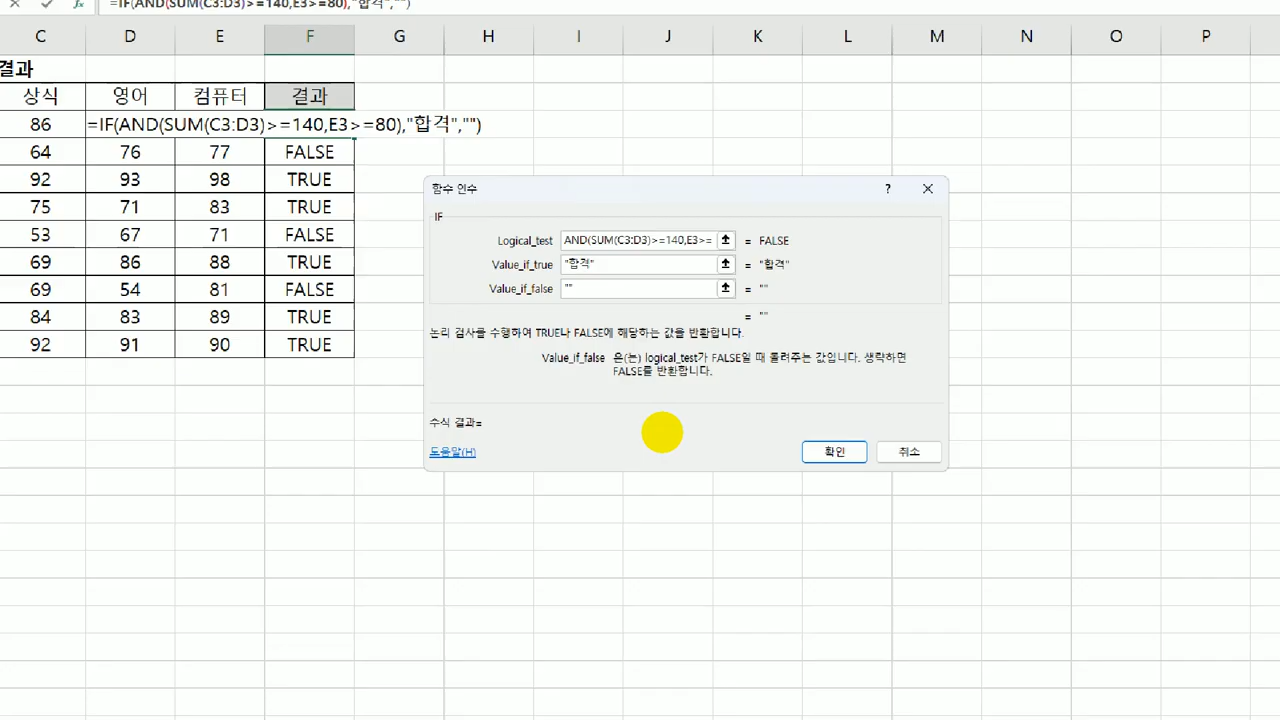 =IF(AND(SUM(C3:D3)>=140,E3>=80),"합격","")
C D E F G H I J K L M N O P
결과
상식 영어 컴퓨터 결과
86 =IF(AND(SUM(C3:D3)>=140,E3>=80),"합격","")
64 76 77 FALSE
92 93 98 TRUE
75 71 83 TRUE
53 67 71 FALSE
69 86 88 TRUE
69 54 81 FALSE
84 83 89 TRUE
92 91 90 TRUE
함수 인수 ?
IF
Logical_test AND(SUM(C3:D3)>=140,E3>= = FALSE
Value_if_true "합격" = "합격"
Value_if_false "" = ""
= ""
논리 검사를 수행하여 TRUE나 FALSE에 해당하는 값을 반환합니다.
Value_if_false 은(는) logical_test가 FALSE일 때 돌려주는 값입니다. 생략하면
FALSE를 반환합니다.
수식 결과=
도움말(H) 확인 취소